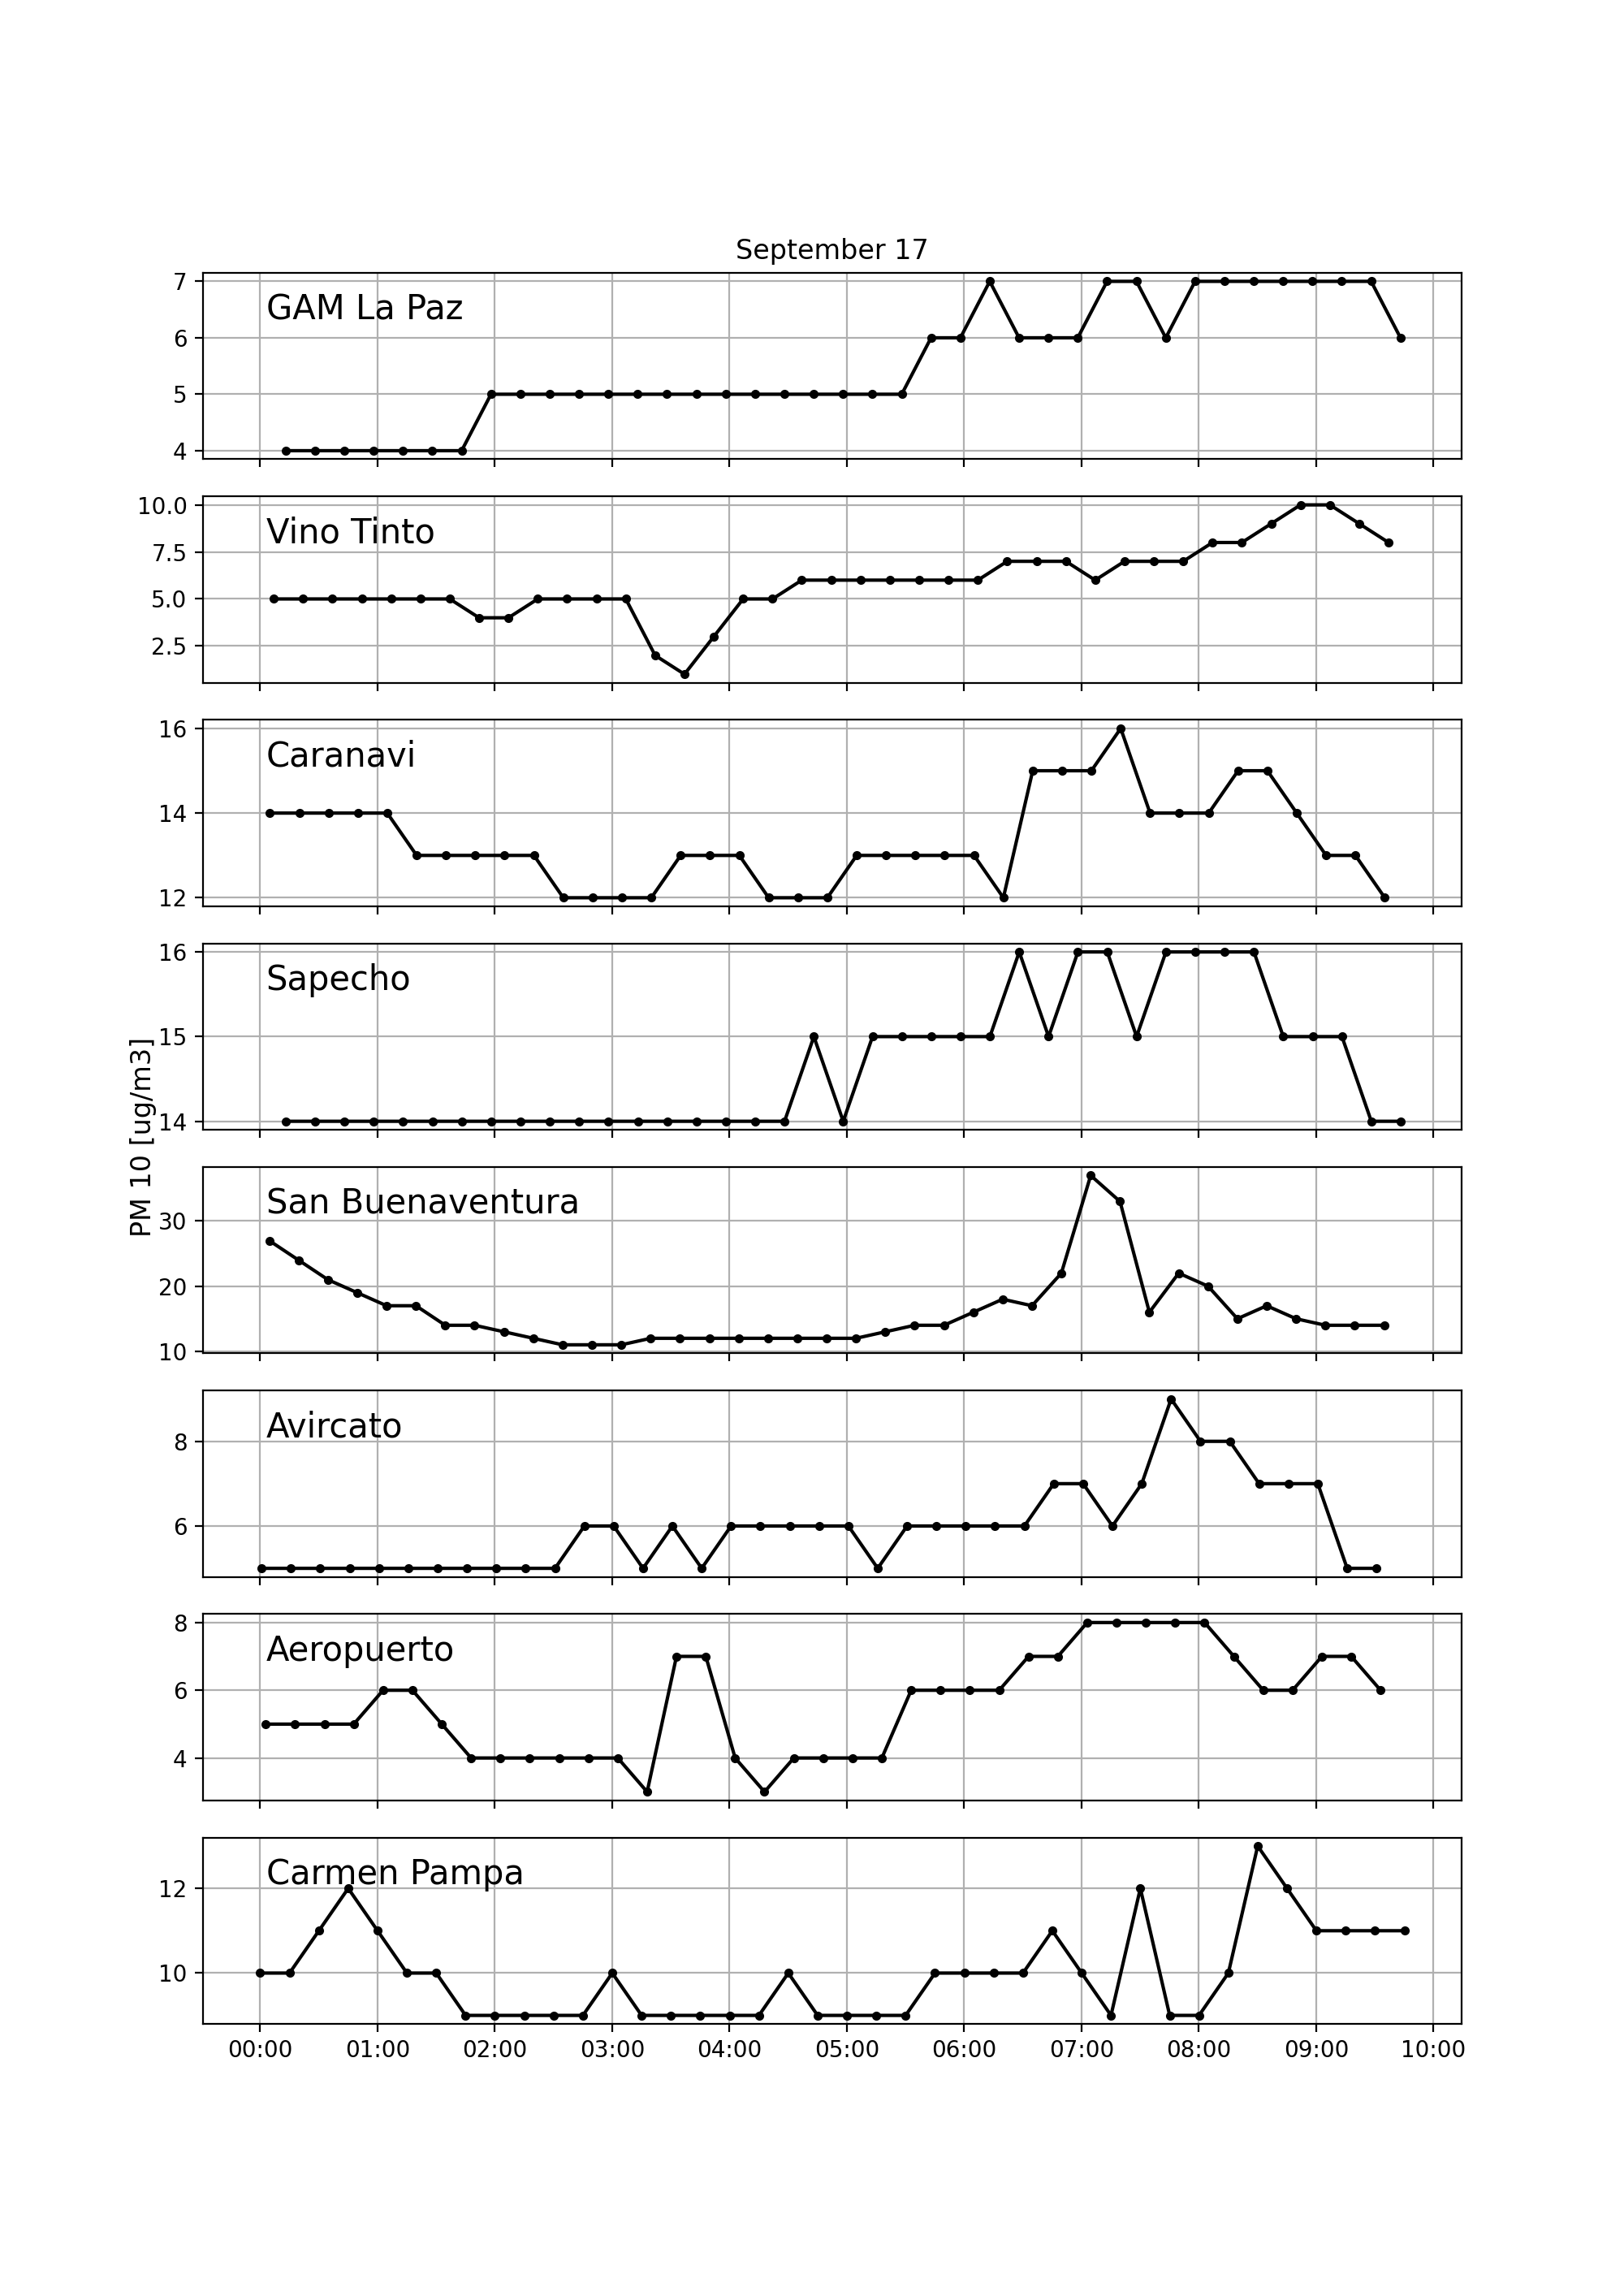 September 17
PM 10 [ug/m3]
7
GAM La Paz
6
5
4
10.0
Vino Tinto
7.5
5.0
2.5
16
Caranavi
14
12
16
Sapecho
15
14
San Buenaventura
30
20
10
Avircato
8
6
8
Aeropuerto
6
4
Carmen Pampa
12
10
00:00 01:00 02:00 03:00 04:00 05:00 06:00 07:00 08:00 09:00 10:00